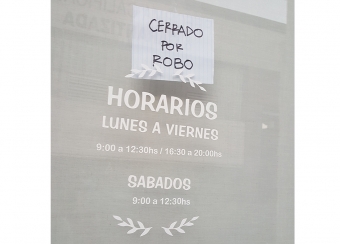 CERRADO
POR
ROBO
HORARIOS
LUNES A VIERNES
9:00 a 12:30hs / 16:30 a 20:00hs
SABADOS
9:00 a 12:30hs